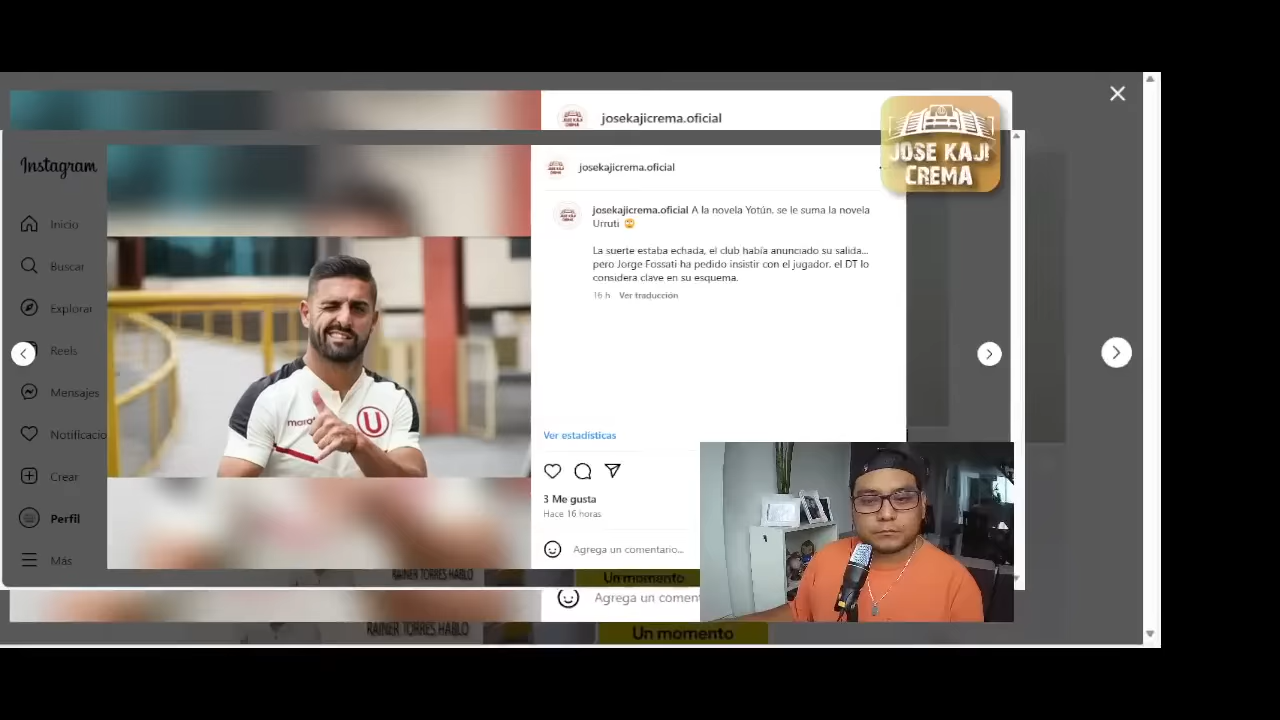 josekajicrema.oficial
JOSE KAJI
CREMA
Instagram
Inicio
Buscar
Explorar
Reels
Mensajes
Notificacio
Crear
Perfil
Más
josekajicrema.oficial
josekajicrema.oficial A la novela Yotún, se le suma la novela
Urruti 🙄
La suerte estaba echada, el club había anunciado su salida...
pero Jorge Fossati ha pedido insistir con el jugador, el DT lo
considera clave en su esquema.
16 h Ver traducción
U
Ver estadísticas
3 Me gusta
Hace 16 horas
Agrega un comentario...
RAINER TORRES HABLO
Un momento
Agrega un coment
RAINER TORRES HABLO
Un momento